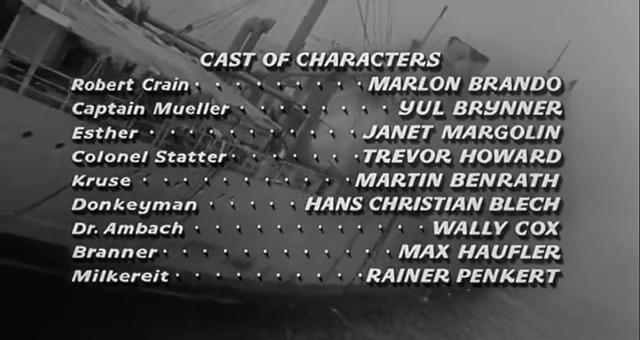 CAST OF CHARACTERS
Robert Crain · · · · · · · MARLON BRANDO
Captain Mueller · · · · · · · YUL BRYNNER
Esther · · · · · · · · · JANET MARGOLIN
Colonel Statter · · · · · · TREVOR HOWARD
Kruse · · · · · · · · · MARTIN BENRATH
Donkeyman · · · · HANS CHRISTIAN BLECH
Dr. Ambach · · · · · · · · · · WALLY COX
Branner · · · · · · · · · MAX HAUFLER
Milkereit · · · · · · · · RAINER PENKERT